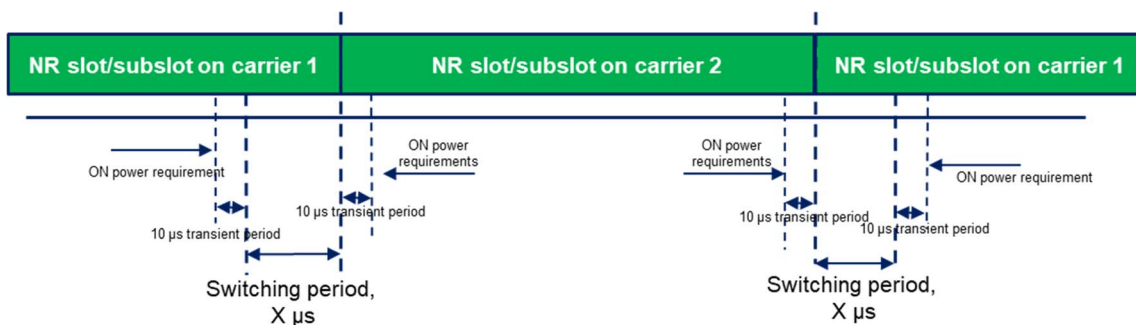 NR slot/subslot on carrier 1
NR slot/subslot on carrier 2
NR slot/subslot on carrier 1
ON power requirement
ON power
requirements
ON power
requirements
ON power requirement
10 µs transient period
10 µs transient period
10 µs transient period
10 µs transient period
Switching period,
X µs
Switching period,
X µs